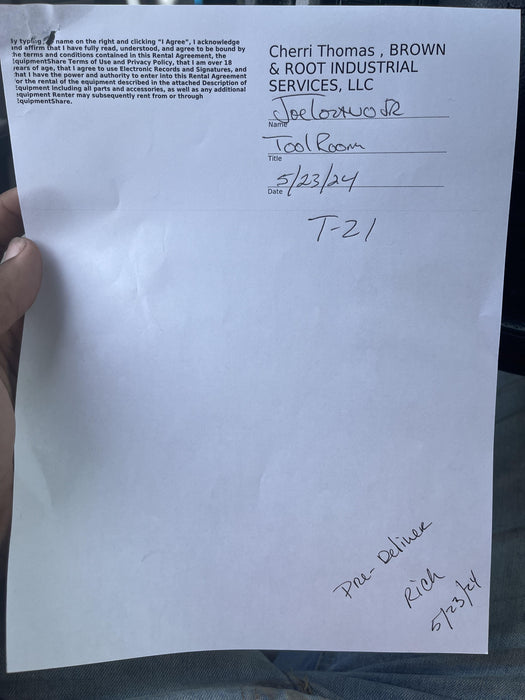 By typing name on the right and clicking "I Agree", I acknowledge
and affirm that I have fully read, understood, and agree to be bound by
the terms and conditions contained in this Rental Agreement, the
EquipmentShare Terms of Use and Privacy Policy, that I am over 18
years of age, that I agree to use Electronic Records and Signatures, and
that I have the power and authority to enter into this Rental Agreement
for the rental of the equipment described in the attached Description of
Equipment including all parts and accessories, as well as any additional
equipment Renter may subsequently rent from or through
EquipmentShare.
Cherri Thomas , BROWN
& ROOT INDUSTRIAL
SERVICES, LLC
Joe JR
Name
Tool Room
Title
5/23/24
Date
T-21
Pre-Deliver
Rich
5/23/24